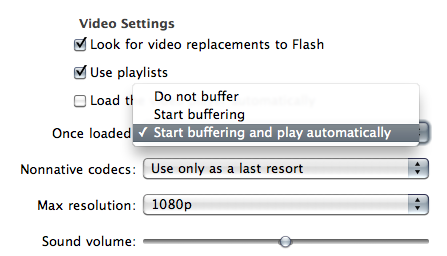 Video Settings
Look for video replacements to Flash
Use playlists
Load the
Do not buffer
Start buffering
Once loaded:
✓ Start buffering and play automatically
Nonnative codecs: Use only as a last resort
Max resolution: 1080p
Sound volume: